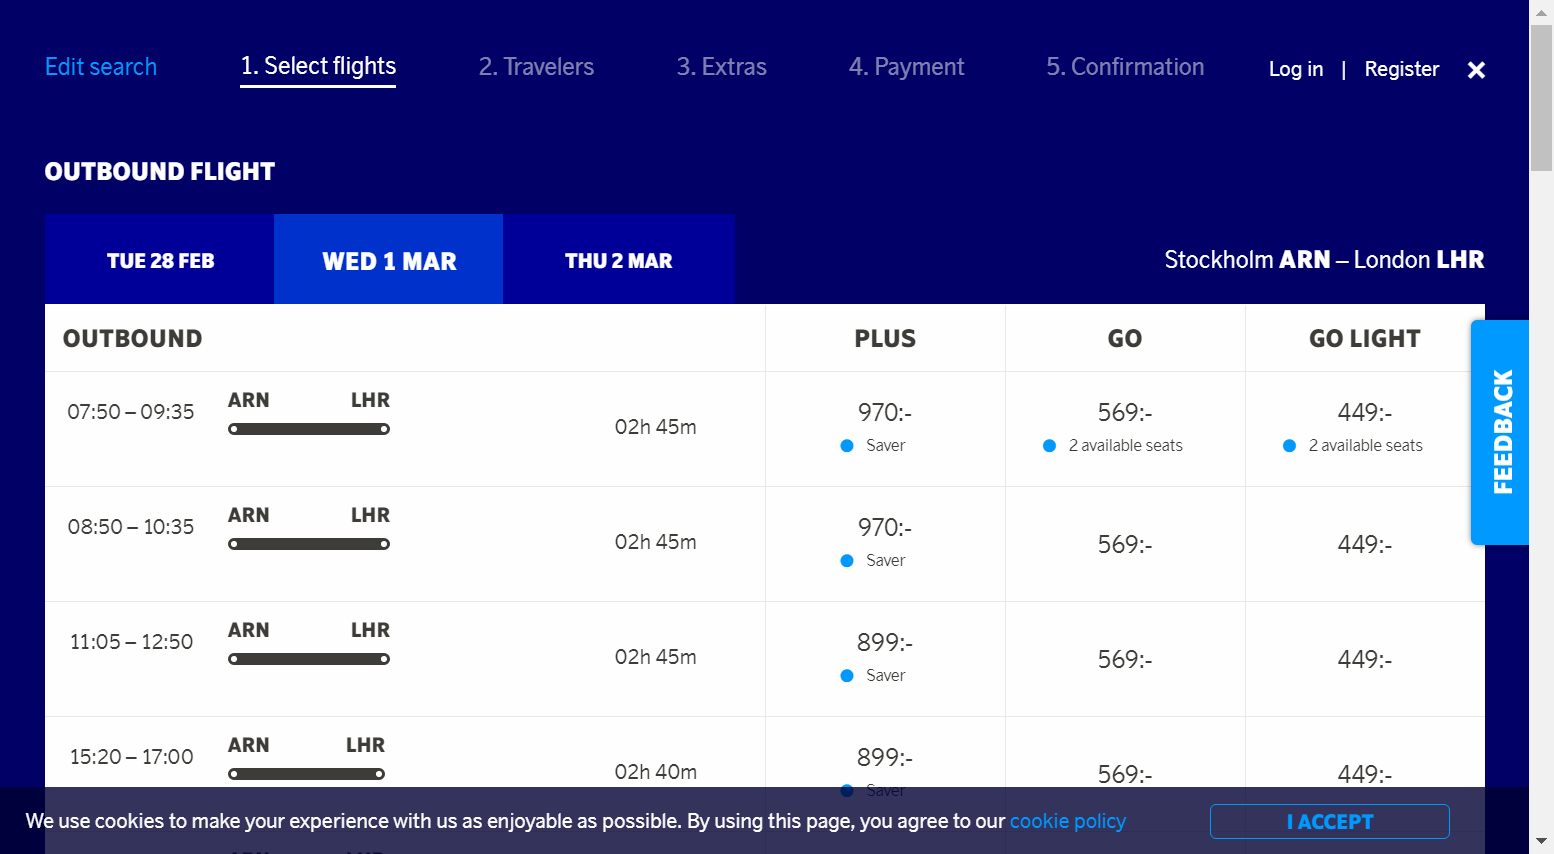 Edit search
1. Select flights
2. Travelers
3. Extras
4. Payment
5. Confirmation
Log in | Register
OUTBOUND FLIGHT
TUE 28 FEB
WED 1 MAR
THU 2 MAR
Stockholm ARN – London LHR
OUTBOUND
PLUS
GO
GO LIGHT
07:50 – 09:35
ARN LHR
02h 45m
970:-
Saver
569:-
2 available seats
449:-
2 available seats
08:50 – 10:35
ARN LHR
02h 45m
970:-
Saver
569:-
449:-
11:05 – 12:50
ARN LHR
02h 45m
899:-
Saver
569:-
449:-
15:20 – 17:00
ARN LHR
02h 40m
899:-
Saver
569:-
449:-
FEEDBACK
We use cookies to make your experience with us as enjoyable as possible. By using this page, you agree to our cookie policy
I ACCEPT